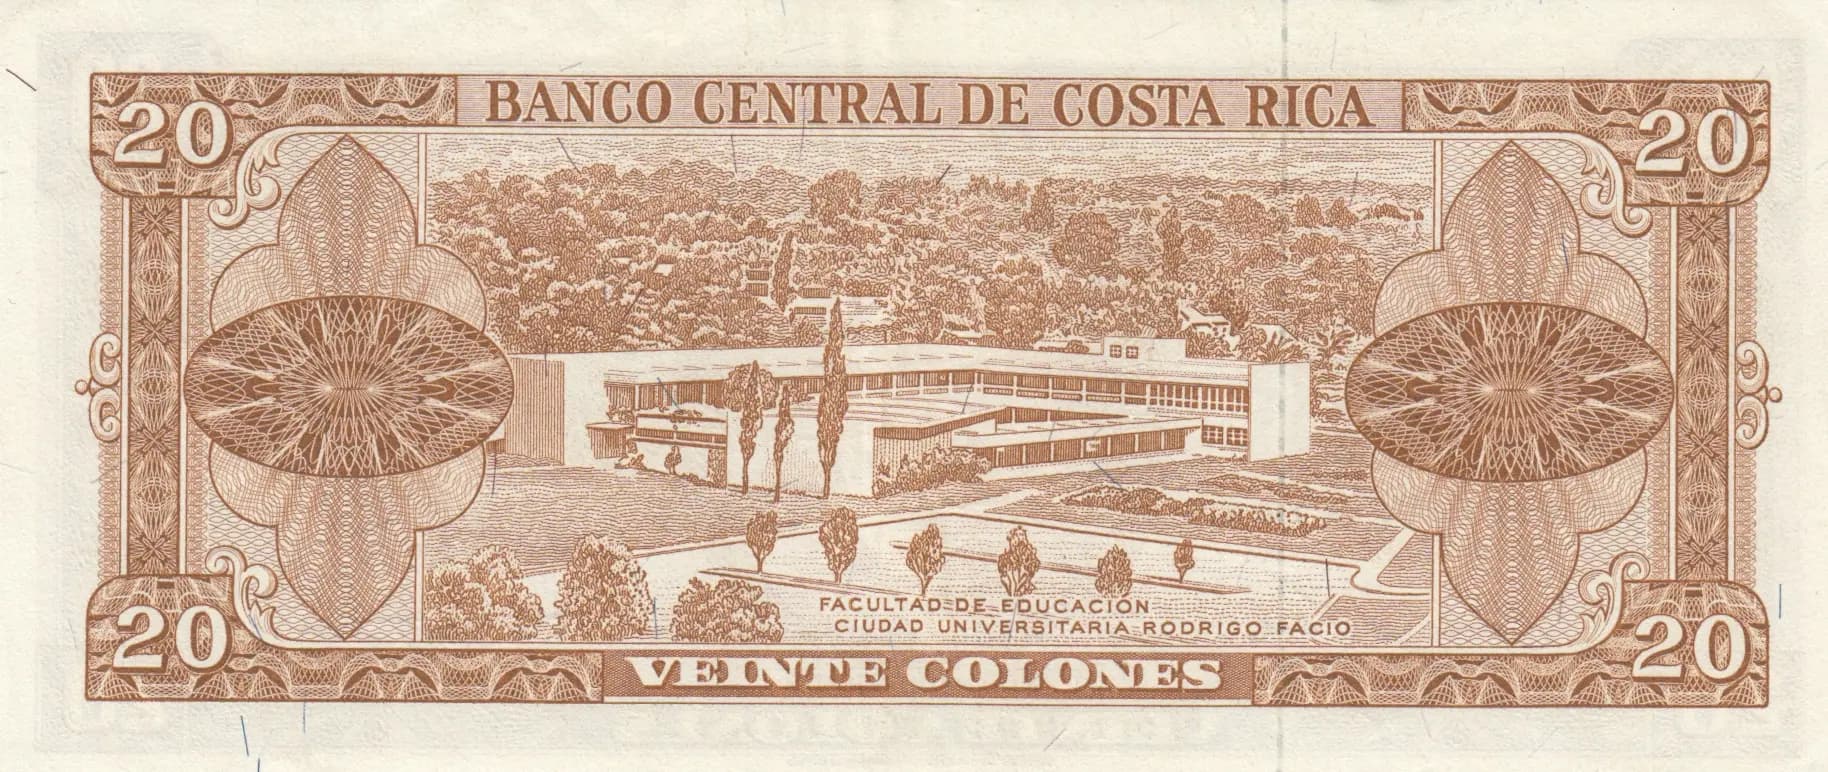 BANCO CENTRAL DE COSTA RICA
20 20
FACULTAD DE EDUCACION
CIUDAD UNIVERSITARIA RODRIGO FACIO
20 20
VEINTE COLONES